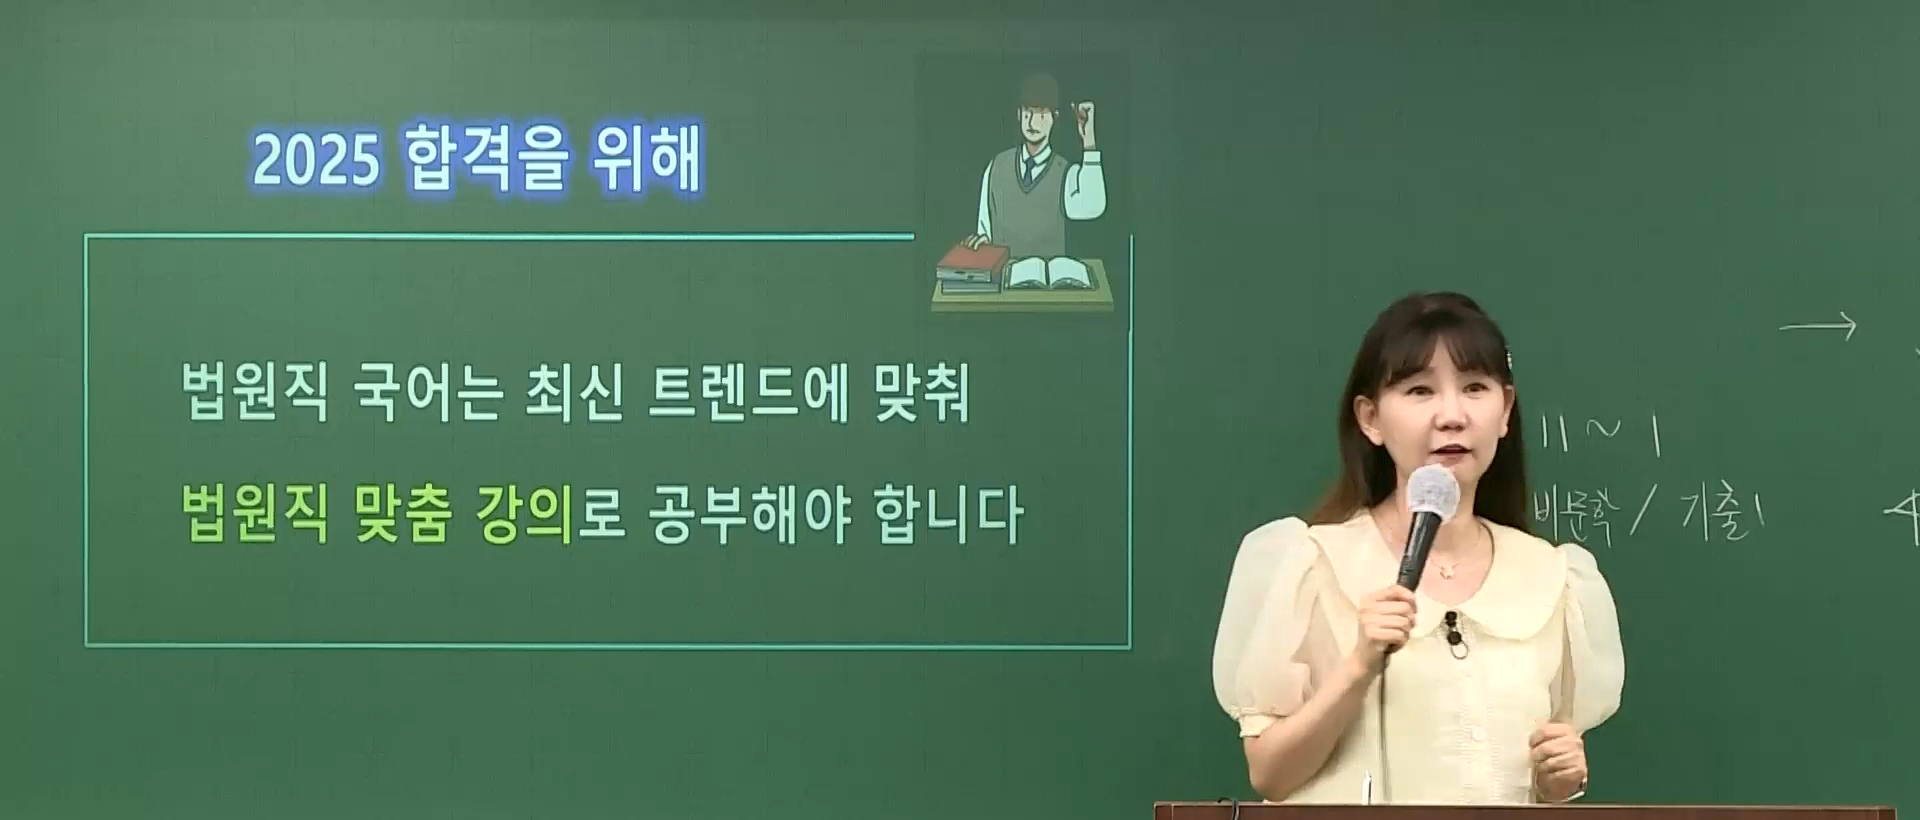 2025 합격을 위해
법원직 국어는 최신 트렌드에 맞춰
법원직 맞춤 강의로 공부해야 합니다
11 ~ 1
비문학 / 기출